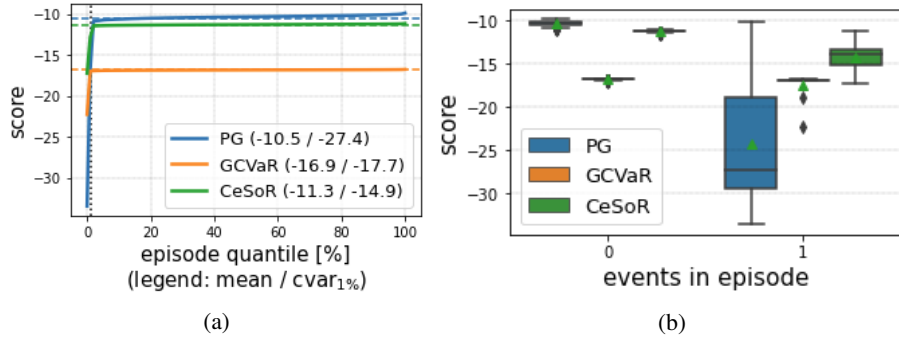 score
−10
−15
−20
−25
−30
PG (-10.5 / -27.4)
GCVaR (-16.9 / -17.7)
CeSoR (-11.3 / -14.9)
0
20
40
60
80
100
episode quantile [%]
(legend: mean / cvar1%)
(a)
score
−10
−15
−20
−25
−30
PG
GCVaR
CeSoR
0
1
events in episode
(b)